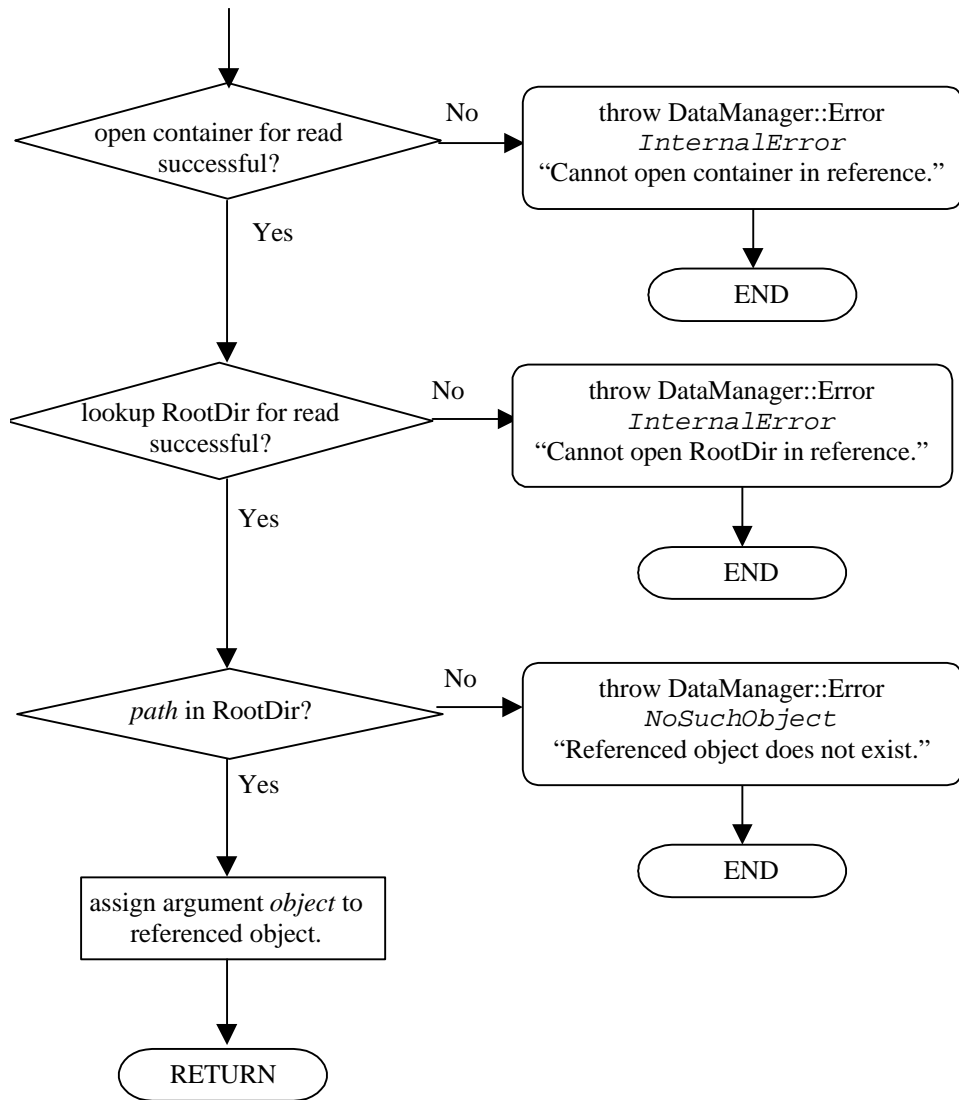 open container for read
successful?
No
throw DataManager::Error
InternalError
“Cannot open container in reference.”
Yes
END
lookup RootDir for read
successful?
No
throw DataManager::Error
InternalError
“Cannot open RootDir in reference.”
Yes
END
path in RootDir?
No
throw DataManager::Error
NoSuchObject
“Referenced object does not exist.”
Yes
END
assign argument object to
referenced object.
RETURN